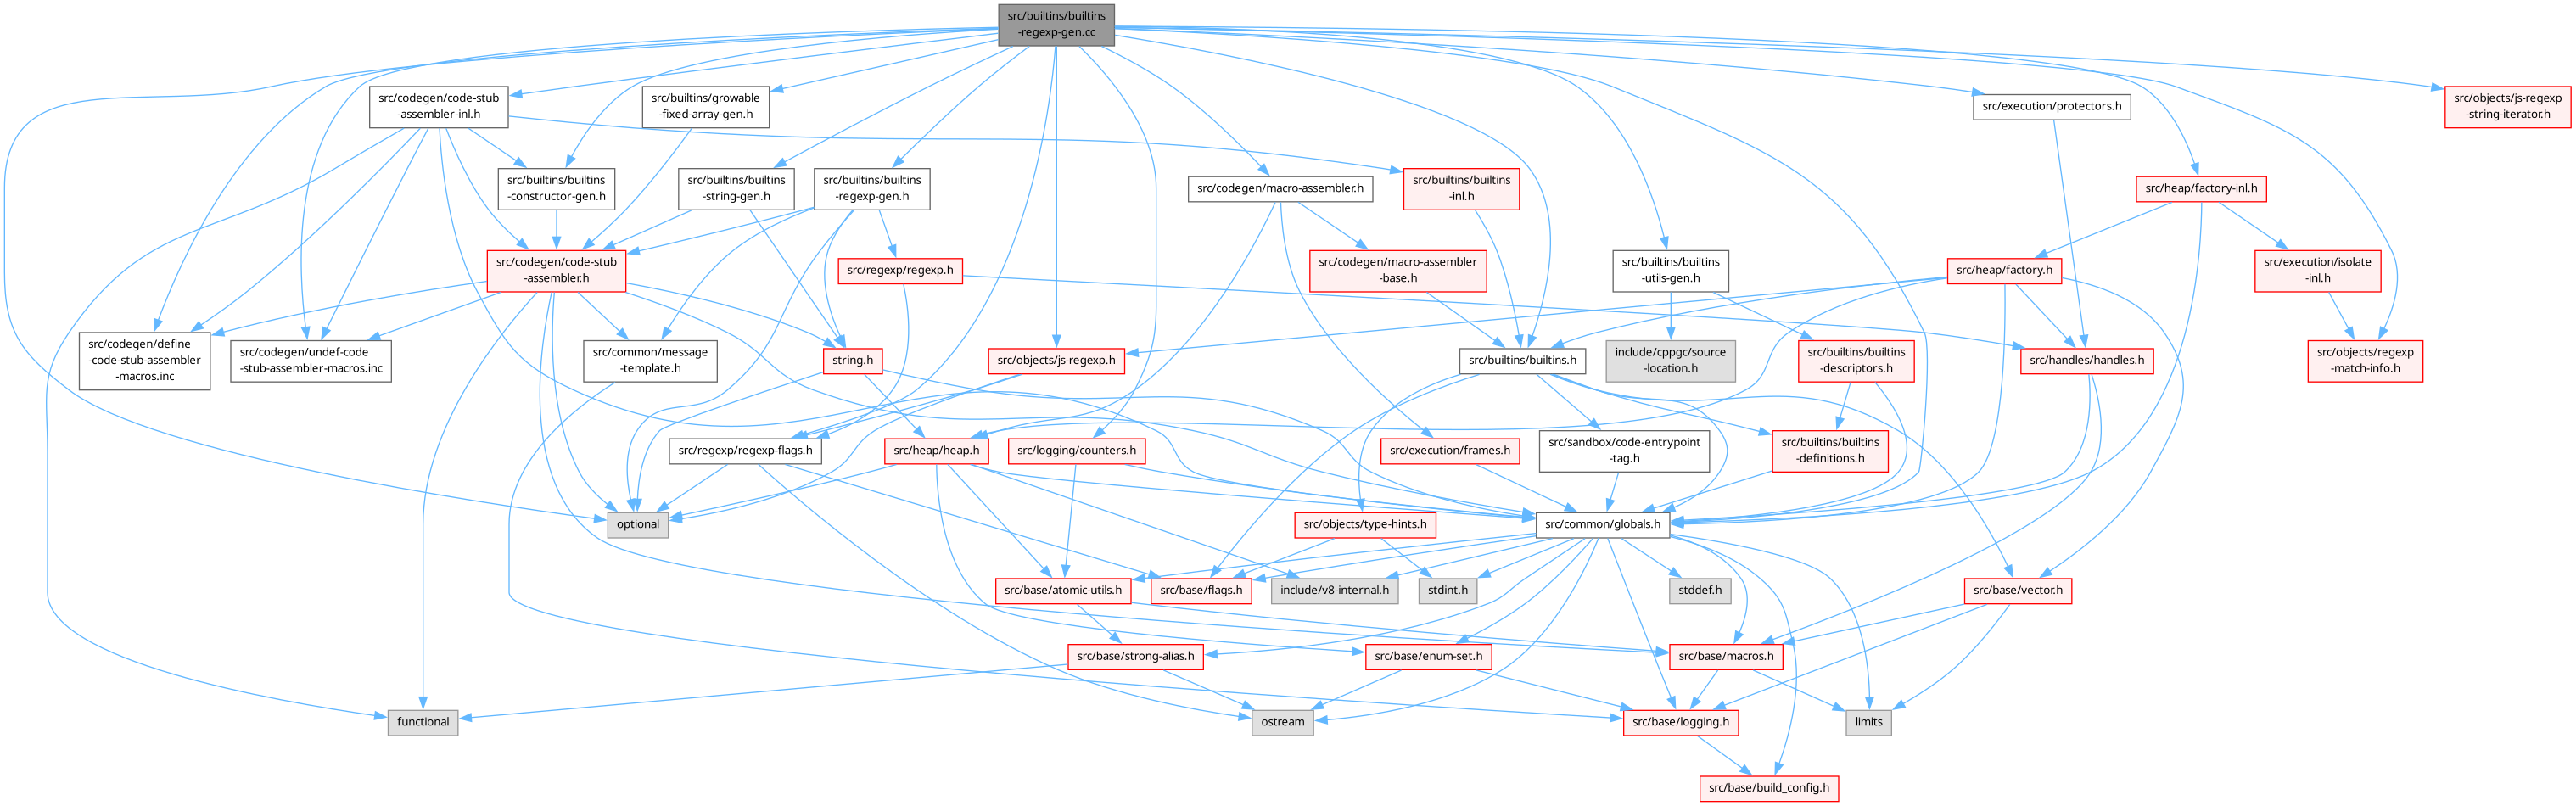 src/builtins/builtins
-regexp-gen.cc
src/codegen/code-stub
-assembler-inl.h
src/builtins/growable
-fixed-array-gen.h
src/execution/protectors.h
src/objects/js-regexp
-string-iterator.h
src/builtins/builtins
-constructor-gen.h
src/builtins/builtins
-string-gen.h
src/builtins/builtins
-regexp-gen.h
src/codegen/macro-assembler.h
src/builtins/builtins
-inl.h
src/heap/factory-inl.h
src/codegen/code-stub
-assembler.h
src/regexp/regexp.h
src/codegen/macro-assembler
-base.h
src/builtins/builtins
-utils-gen.h
src/heap/factory.h
src/execution/isolate
-inl.h
src/codegen/define
-code-stub-assembler
-macros.inc
src/codegen/undef-code
-stub-assembler-macros.inc
src/common/message
-template.h
string.h
src/objects/js-regexp.h
src/builtins/builtins.h
include/cppgc/source
-location.h
src/builtins/builtins
-descriptors.h
src/handles/handles.h
src/objects/regexp
-match-info.h
src/regexp/regexp-flags.h
src/heap/heap.h
src/logging/counters.h
src/execution/frames.h
src/sandbox/code-entrypoint
-tag.h
src/builtins/builtins
-definitions.h
optional
src/objects/type-hints.h
src/common/globals.h
src/base/atomic-utils.h
src/base/flags.h
include/v8-internal.h
stdint.h
stddef.h
src/base/vector.h
src/base/strong-alias.h
src/base/enum-set.h
src/base/macros.h
functional
ostream
src/base/logging.h
limits
src/base/build_config.h